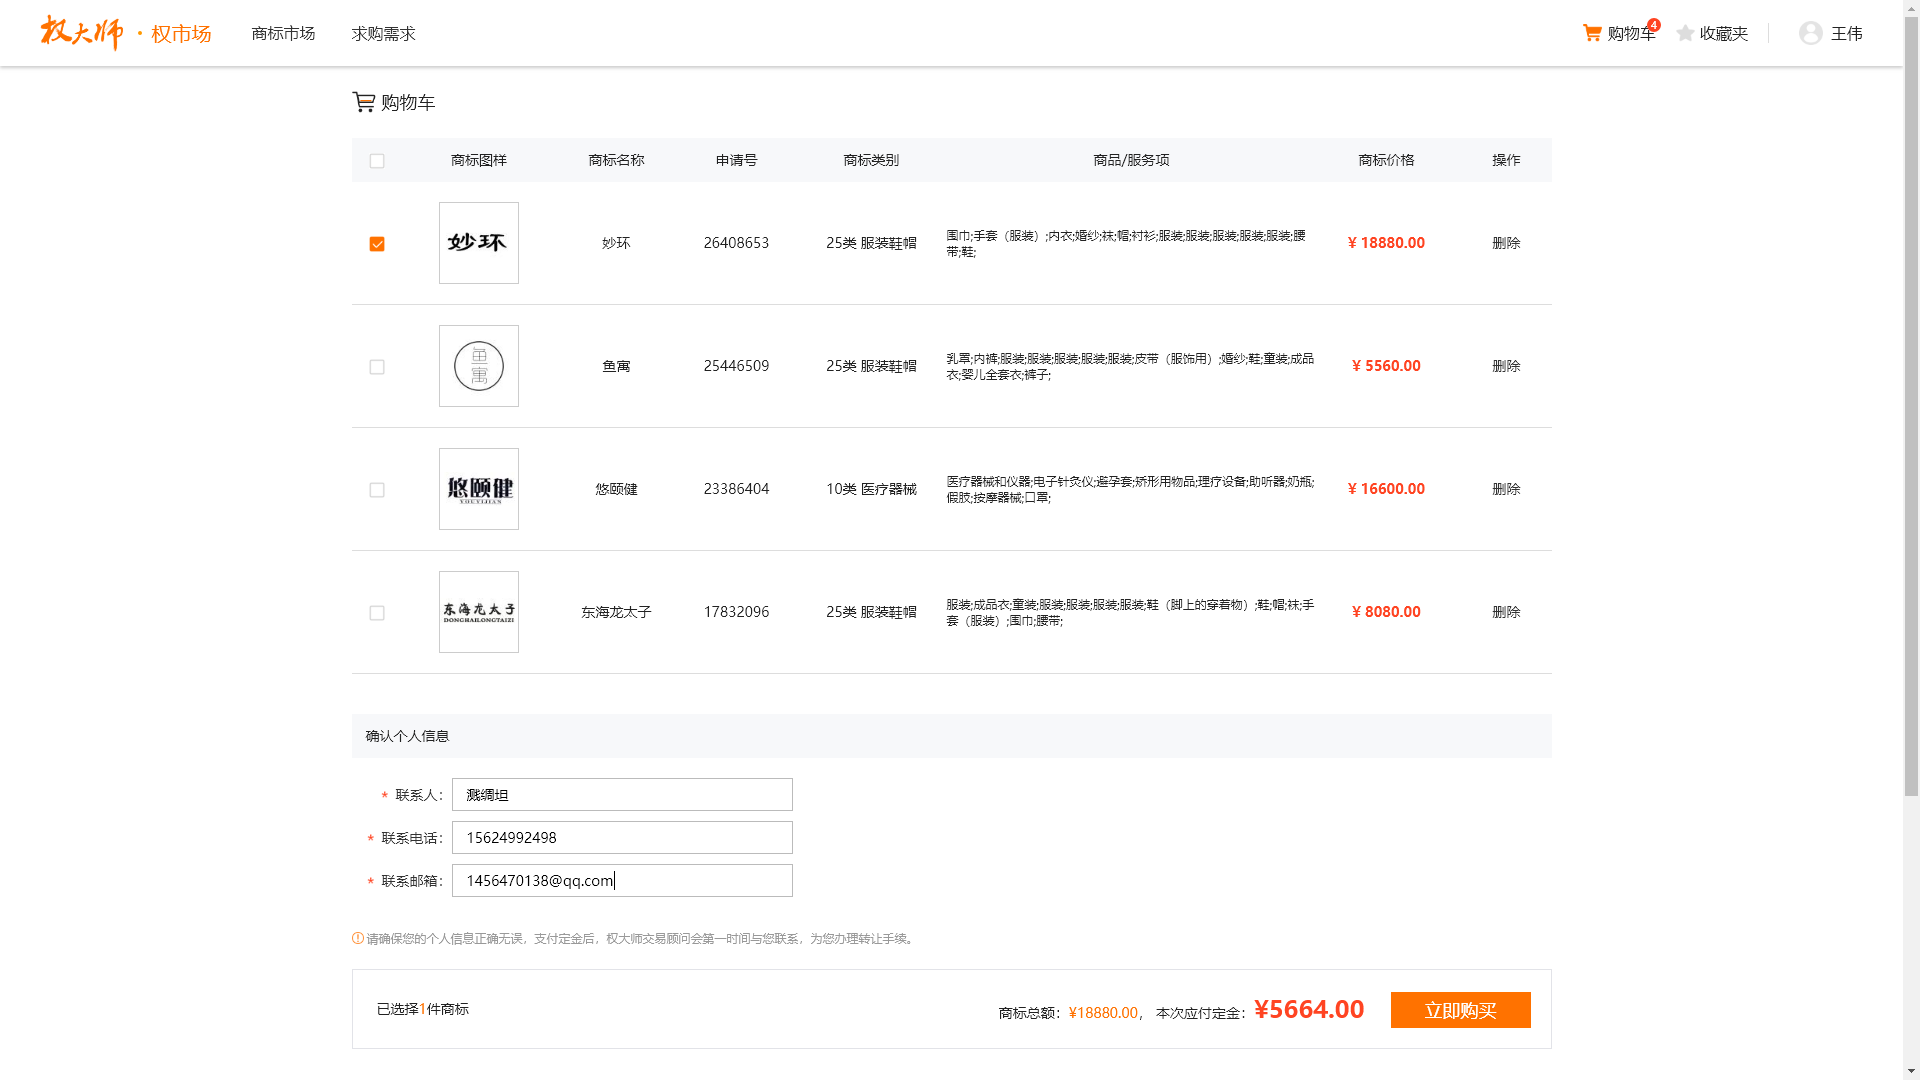 权大师 · 权市场 商标市场 求购需求 购物车 4 收藏夹 王伟
购物车
商标图样 商标名称 申请号 商标类别 商品/服务项 商标价格 操作
妙环 妙环 26408653 25类 服装鞋帽 围巾;手套（服装）;内衣;婚纱;袜;帽;衬衫;服装;服装;服装;服装;服装;腰
带;鞋; ¥ 18880.00 删除
鱼寓 鱼寓 25446509 25类 服装鞋帽 乳罩;内裤;服装;服装;服装;服装;服装;皮带（服饰用）;婚纱;鞋;童装;成品
衣;婴儿全套衣;裤子; ¥ 5560.00 删除
悠颐健 YOUYIJIAN 悠颐健 23386404 10类 医疗器械 医疗器械和仪器;电子针灸仪;避孕套;矫形用物品;理疗设备;助听器;奶瓶;
假肢;按摩器械;口罩; ¥ 16600.00 删除
东海龙太子 DONGHAILONGTAIZI 东海龙太子 17832096 25类 服装鞋帽 服装;成品衣;童装;服装;服装;服装;服装;鞋（脚上的穿着物）;鞋;帽;袜;手
套（服装）;围巾;腰带; ¥ 8080.00 删除
确认个人信息
* 联系人： 溅绸坦
* 联系电话： 15624992498
* 联系邮箱： 1456470138@qq.com
请确保您的个人信息正确无误，支付定金后，权大师交易顾问会第一时间与您联系，为您办理转让手续。
已选择1件商标 商标总额：¥18880.00， 本次应付定金：¥5664.00 立即购买